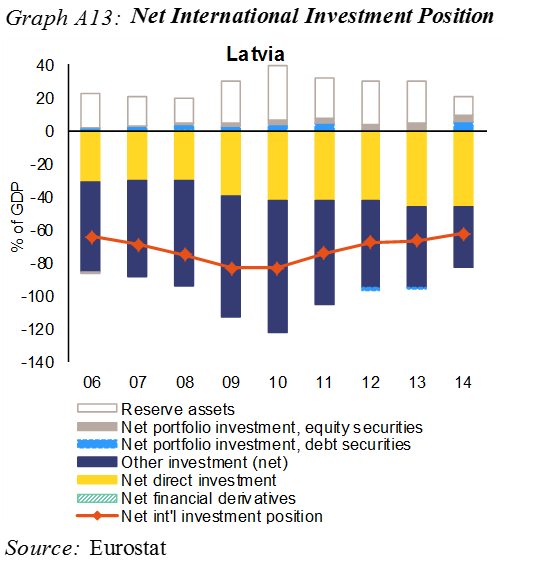 Graph A13: Net International Investment Position
Latvia
% of GDP
40
20
0
-20
-40
-60
-80
-100
-120
-140
06 07 08 09 10 11 12 13 14
Reserve assets
Net portfolio investment, equity securities
Net portfolio investment, debt securities
Other investment (net)
Net direct investment
Net financial derivatives
Net int'l investment position
Source: Eurostat